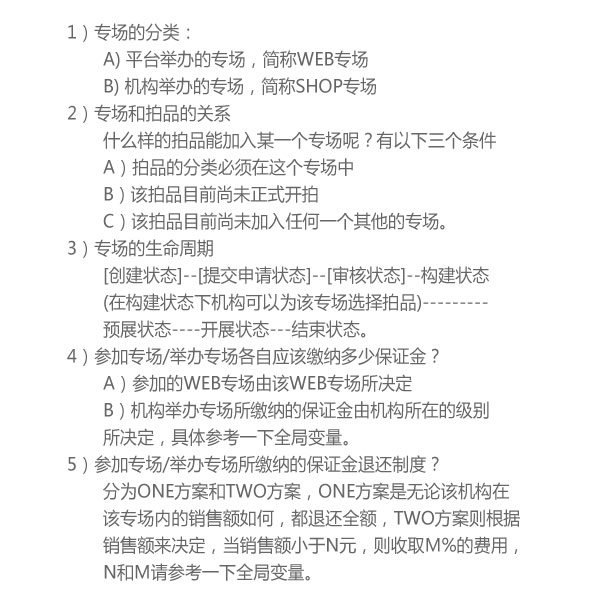 1）专场的分类：
A) 平台举办的专场，简称WEB专场
B) 机构举办的专场，简称SHOP专场
2）专场和拍品的关系
什么样的拍品能加入某一个专场呢？有以下三个条件
A）拍品的分类必须在这个专场中
B）该拍品目前尚未正式开拍
C）该拍品目前尚未加入任何一个其他的专场。
3）专场的生命周期
[创建状态]--[提交申请状态]--[审核状态]--构建状态
(在构建状态下机构可以为该专场选择拍品)---------
预展状态----开展状态---结束状态。
4）参加专场/举办专场各自应该缴纳多少保证金？
A）参加的WEB专场由该WEB专场所决定
B）机构举办专场所缴纳的保证金由机构所在的级别
所决定，具体参考一下全局变量。
5）参加专场/举办专场所缴纳的保证金退还制度？
分为ONE方案和TWO方案，ONE方案是无论该机构在
该专场内的销售额如何，都退还全额，TWO方案则根据
销售额来决定，当销售额小于N元，则收取M%的费用，
N和M请参考一下全局变量。